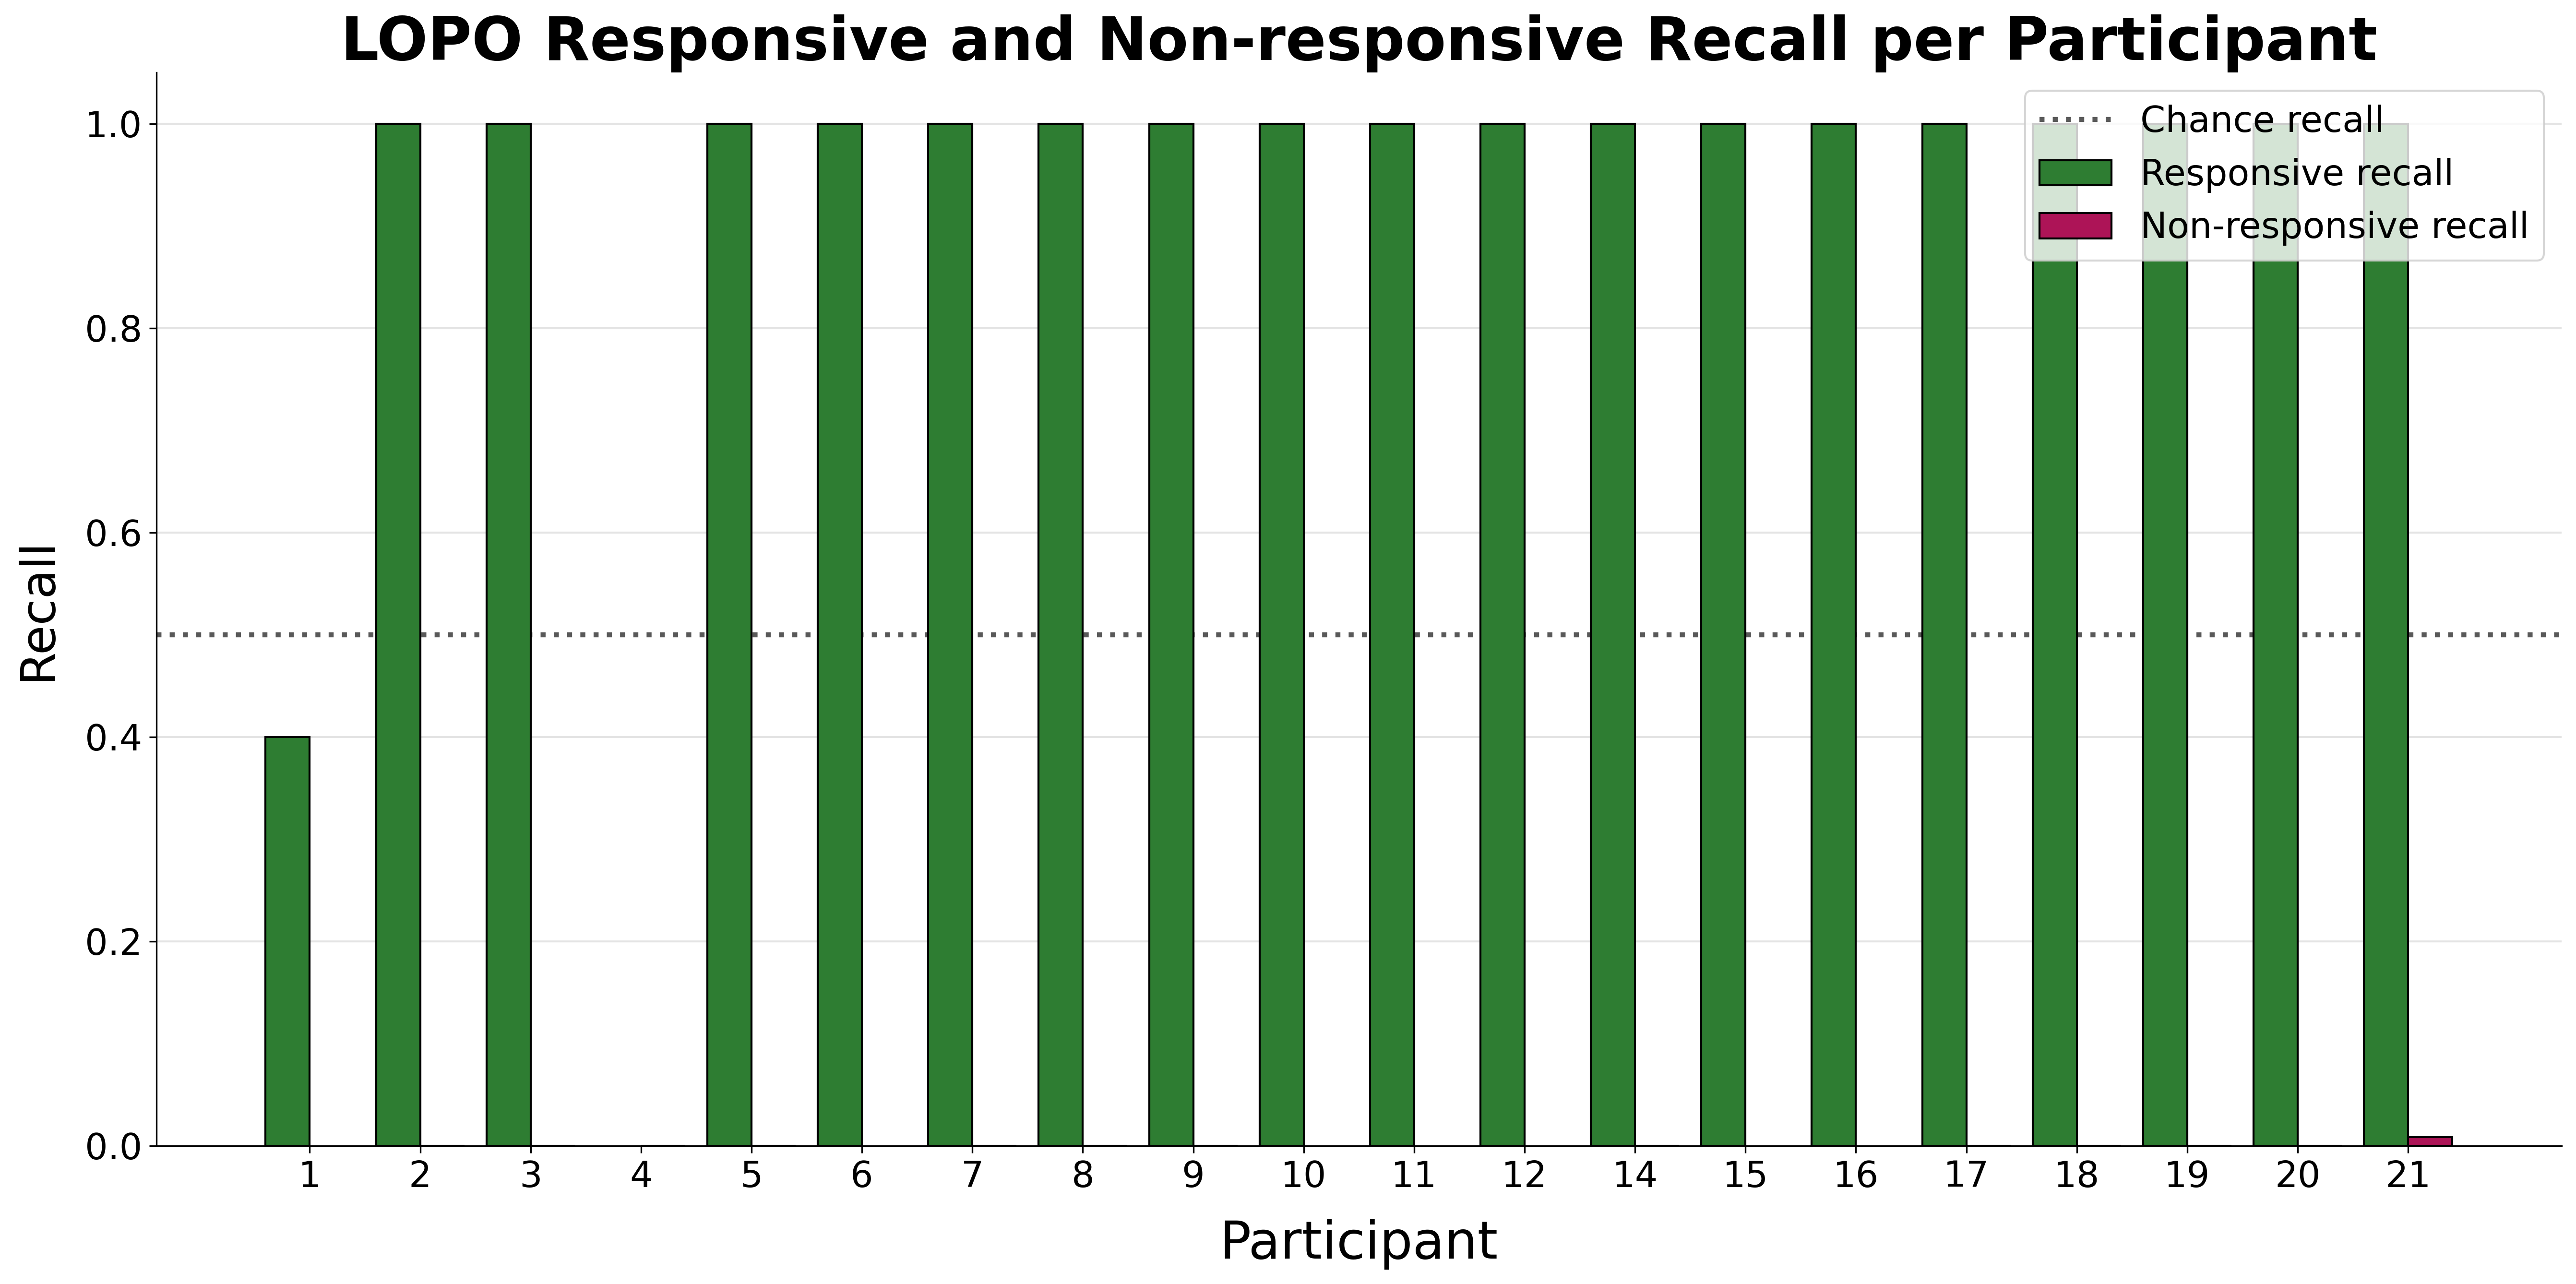 LOPO Responsive and Non-responsive Recall per Participant
Chance recall
Responsive recall
Non-responsive recall
Recall
1.0
0.8
0.6
0.4
0.2
0.0
1 2 3 4 5 6 7 8 9 10 11 12 14 15 16 17 18 19 20 21
Participant